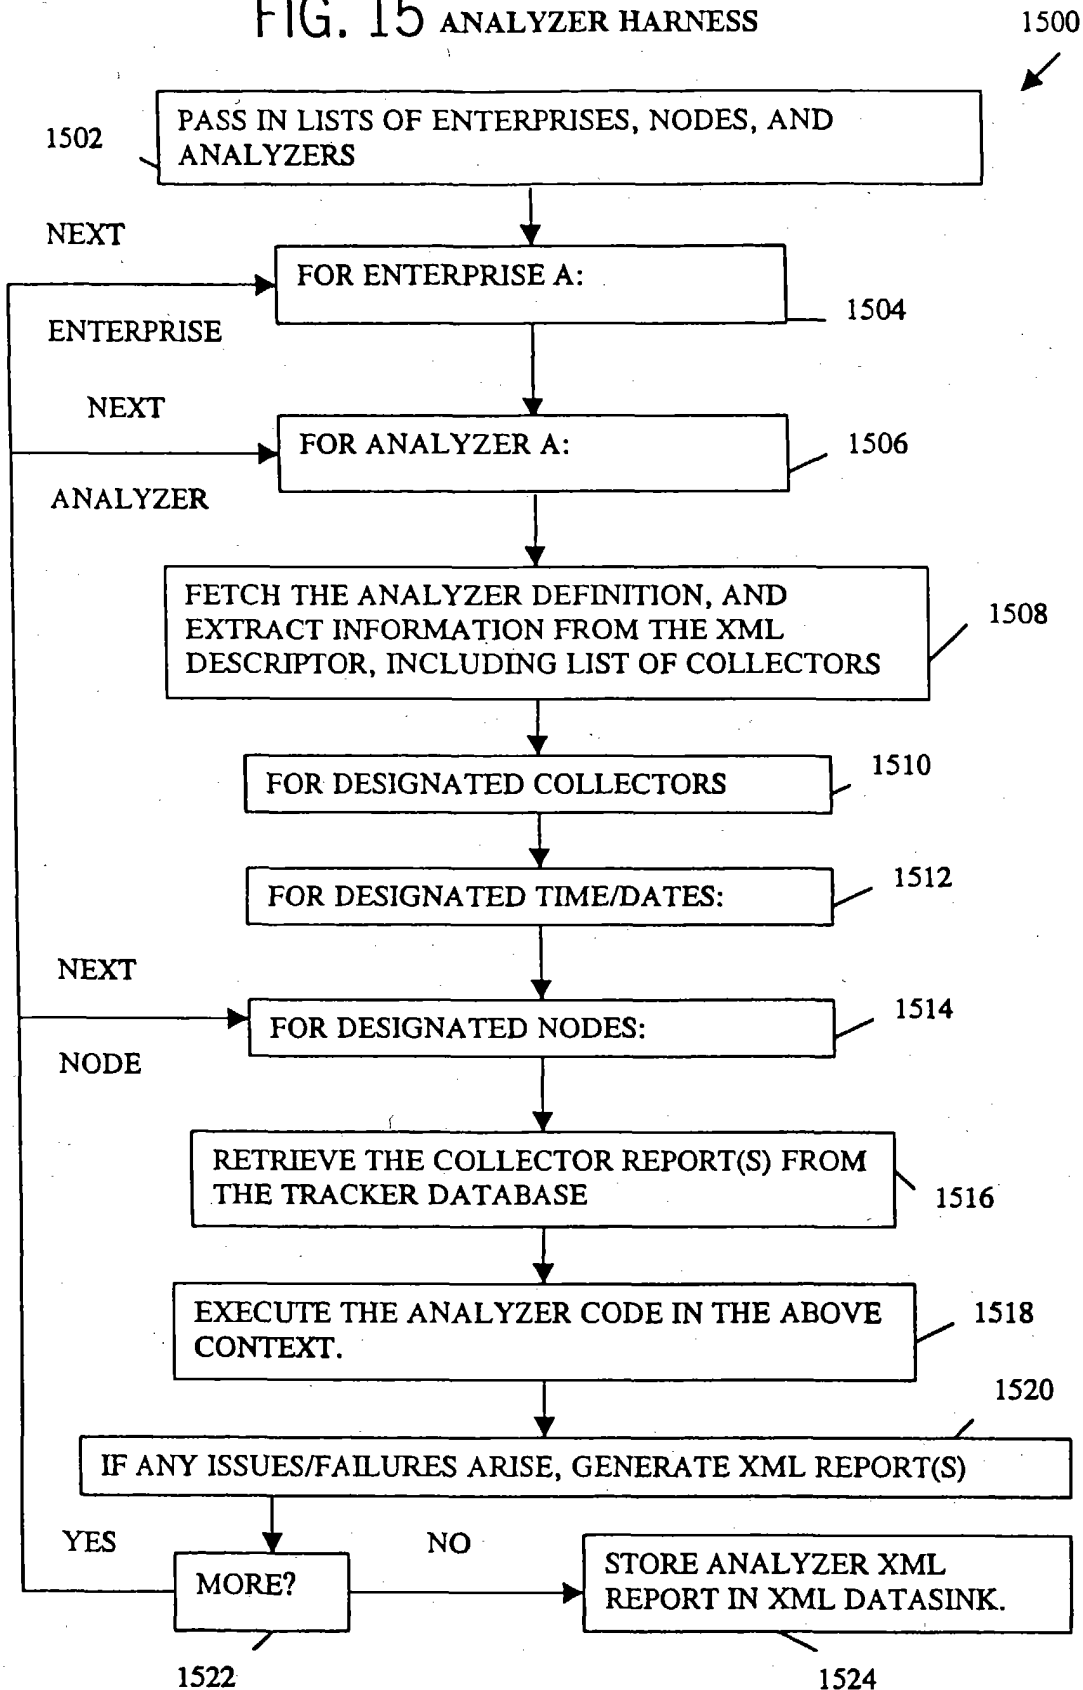 FIG. 15 ANALYZER HARNESS
1500
PASS IN LISTS OF ENTERPRISES, NODES, AND
ANALYZERS
1502
NEXT
FOR ENTERPRISE A:
1504
ENTERPRISE
NEXT
FOR ANALYZER A:
1506
ANALYZER
FETCH THE ANALYZER DEFINITION, AND
EXTRACT INFORMATION FROM THE XML
DESCRIPTOR, INCLUDING LIST OF COLLECTORS
1508
FOR DESIGNATED COLLECTORS
1510
FOR DESIGNATED TIME/DATES:
1512
NEXT
FOR DESIGNATED NODES:
1514
NODE
RETRIEVE THE COLLECTOR REPORT(S) FROM
THE TRACKER DATABASE
1516
EXECUTE THE ANALYZER CODE IN THE ABOVE
CONTEXT.
1518
1520
IF ANY ISSUES/FAILURES ARISE, GENERATE XML REPORT(S)
YES
MORE?
NO
STORE ANALYZER XML
REPORT IN XML DATASINK.
1522
1524